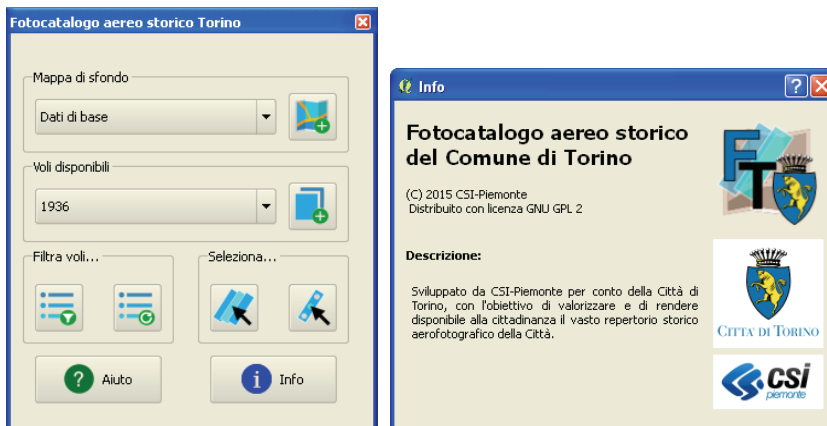 Fotocatalogo aereo storico Torino
Mappa di sfondo
Dati di base
Voli disponibili
1936
Filtra voli...
Seleziona...
? Aiuto
i Info
Info
Fotocatalogo aereo storico
del Comune di Torino
(C) 2015 CSI-Piemonte
Distribuito con licenza GNU GPL 2
Descrizione:
Sviluppato da CSI-Piemonte per conto della Città di
Torino, con l'obiettivo di valorizzare e di rendere
disponibile alla cittadinanza il vasto repertorio storico
aerofotografico della Città.
FT
CITTA' DI TORINO
csi
piemonte